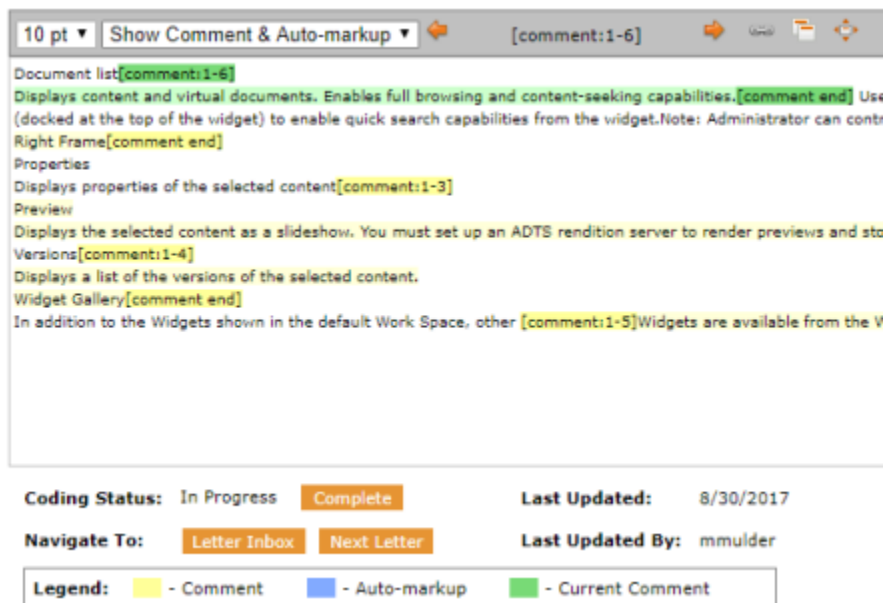 10 pt ▼ Show Comment & Auto-markup ▼ [comment:1-6]
Document list[comment:1-6]
Displays content and virtual documents. Enables full browsing and content-seeking capabilities.[comment end] Use
(docked at the top of the widget) to enable quick search capabilities from the widget.Note: Administrator can contr
Right Frame[comment end]
Properties
Displays properties of the selected content[comment:1-3]
Preview
Displays the selected content as a slideshow. You must set up an ADTS rendition server to render previews and sto
Versions[comment:1-4]
Displays a list of the versions of the selected content.
Widget Gallery[comment end]
In addition to the Widgets shown in the default Work Space, other [comment:1-5]Widgets are available from the W
Coding Status: In Progress Complete Last Updated: 8/30/2017
Navigate To: Letter Inbox Next Letter Last Updated By: mmulder
Legend: - Comment - Auto-markup - Current Comment